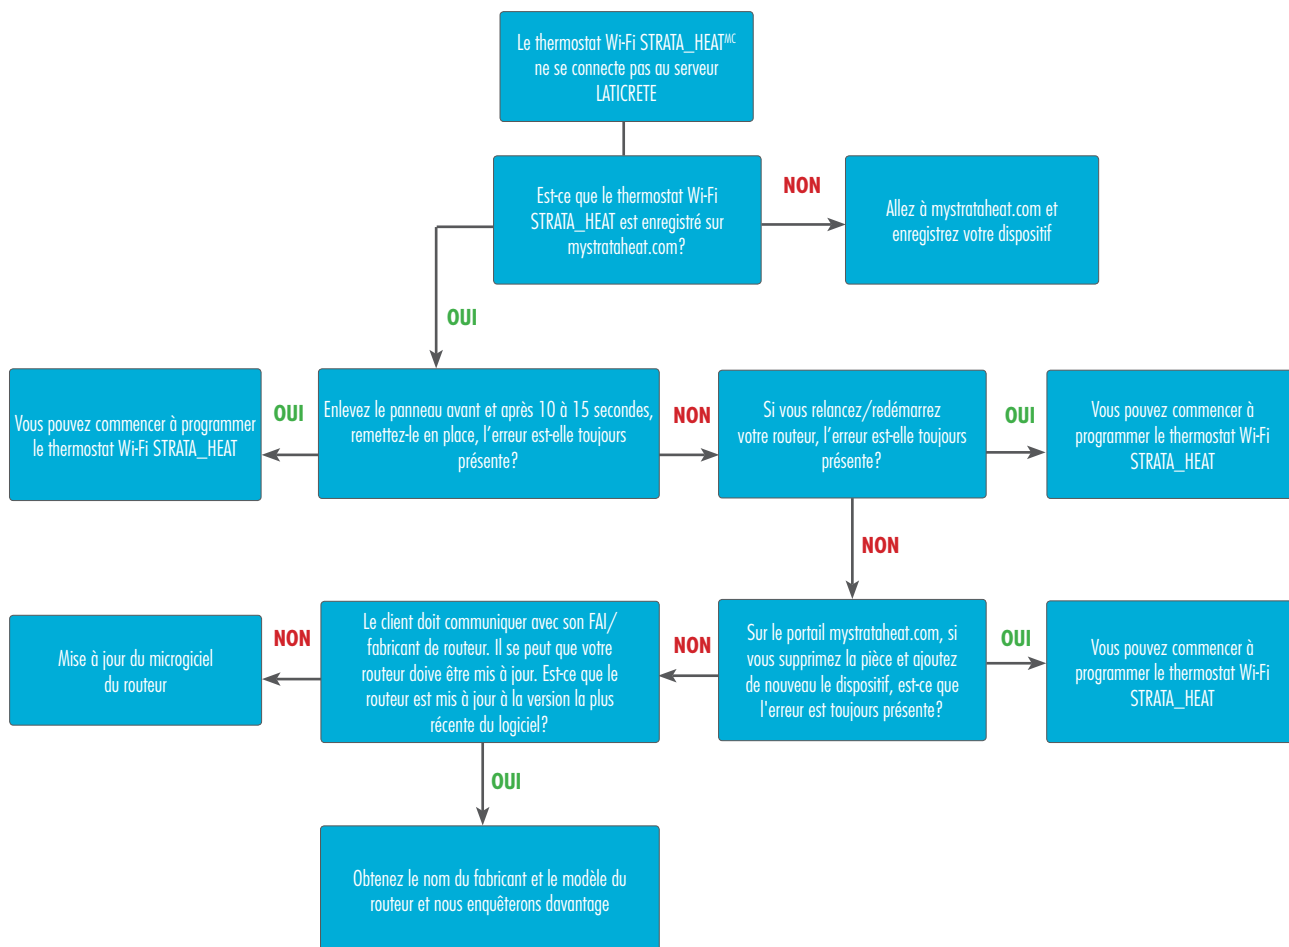 Le thermostat Wi-Fi STRATA_HEATᴹᶜ
ne se connecte pas au serveur
LATICRETE
Est-ce que le thermostat Wi-Fi
STRATA_HEAT est enregistré sur
mystrataheat.com?
NON
Allez à mystrataheat.com et
enregistrez votre dispositif
OUI
Vous pouvez commencer à programmer
le thermostat Wi-Fi STRATA_HEAT
OUI
Enlevez le panneau avant et après 10 à 15 secondes,
remettez-le en place, l'erreur est-elle toujours
présente?
NON
Si vous relancez/redémarrez
votre routeur, l'erreur est-elle toujours
présente?
OUI
Vous pouvez commencer à
programmer le thermostat Wi-Fi
STRATA_HEAT
NON
Mise à jour du microgiciel
du routeur
NON
Le client doit communiquer avec son FAI/
fabricant de routeur. Il se peut que votre
routeur doive être mis à jour. Est-ce que le
routeur est mis à jour à la version la plus
récente du logiciel?
NON
Sur le portail mystrataheat.com, si
vous supprimez la pièce et ajoutez
de nouveau le dispositif, est-ce que
l'erreur est toujours présente?
OUI
Vous pouvez commencer à
programmer le thermostat Wi-Fi
STRATA_HEAT
OUI
Obtenez le nom du fabricant et le modèle du
routeur et nous enquêterons davantage